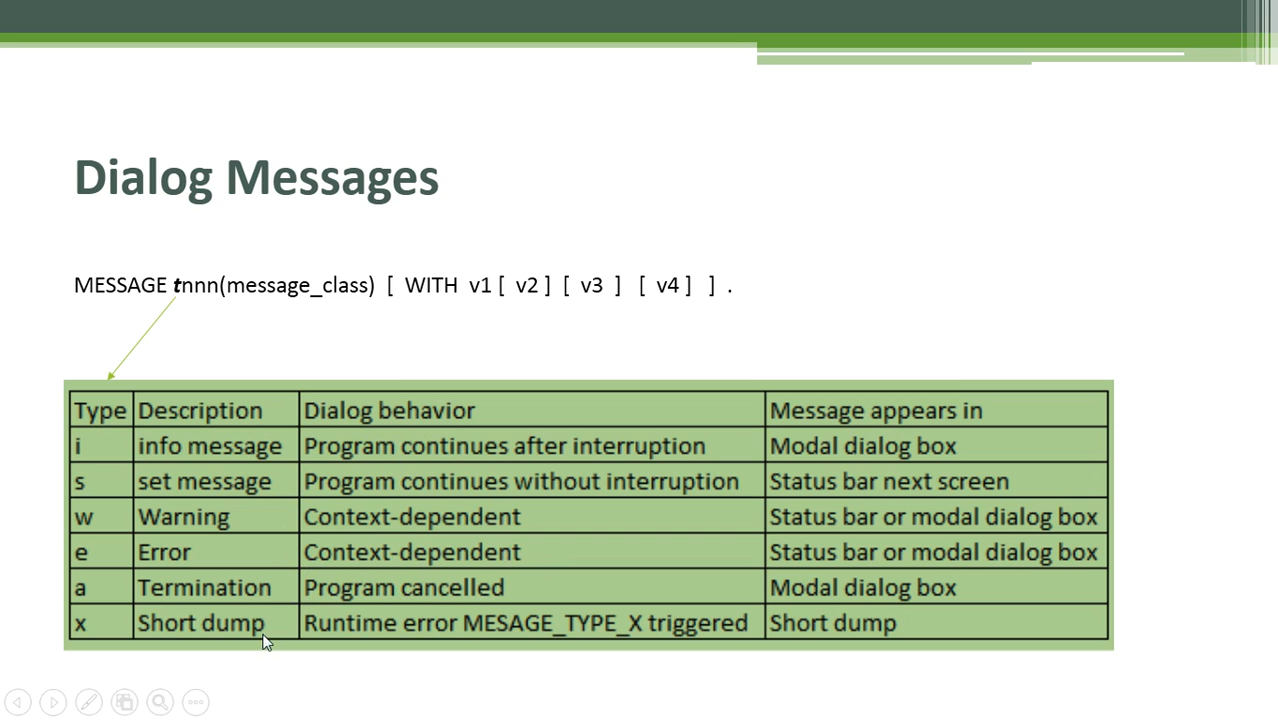 Dialog Messages
MESSAGE tnnn(message_class) [ WITH v1 [ v2 ] [ v3 ] [ v4 ] ] .
Type Description Dialog behavior Message appears in
i info message Program continues after interruption Modal dialog box
s set message Program continues without interruption Status bar next screen
w Warning Context-dependent Status bar or modal dialog box
e Error Context-dependent Status bar or modal dialog box
a Termination Program cancelled Modal dialog box
x Short dump Runtime error MESAGE_TYPE_X triggered Short dump